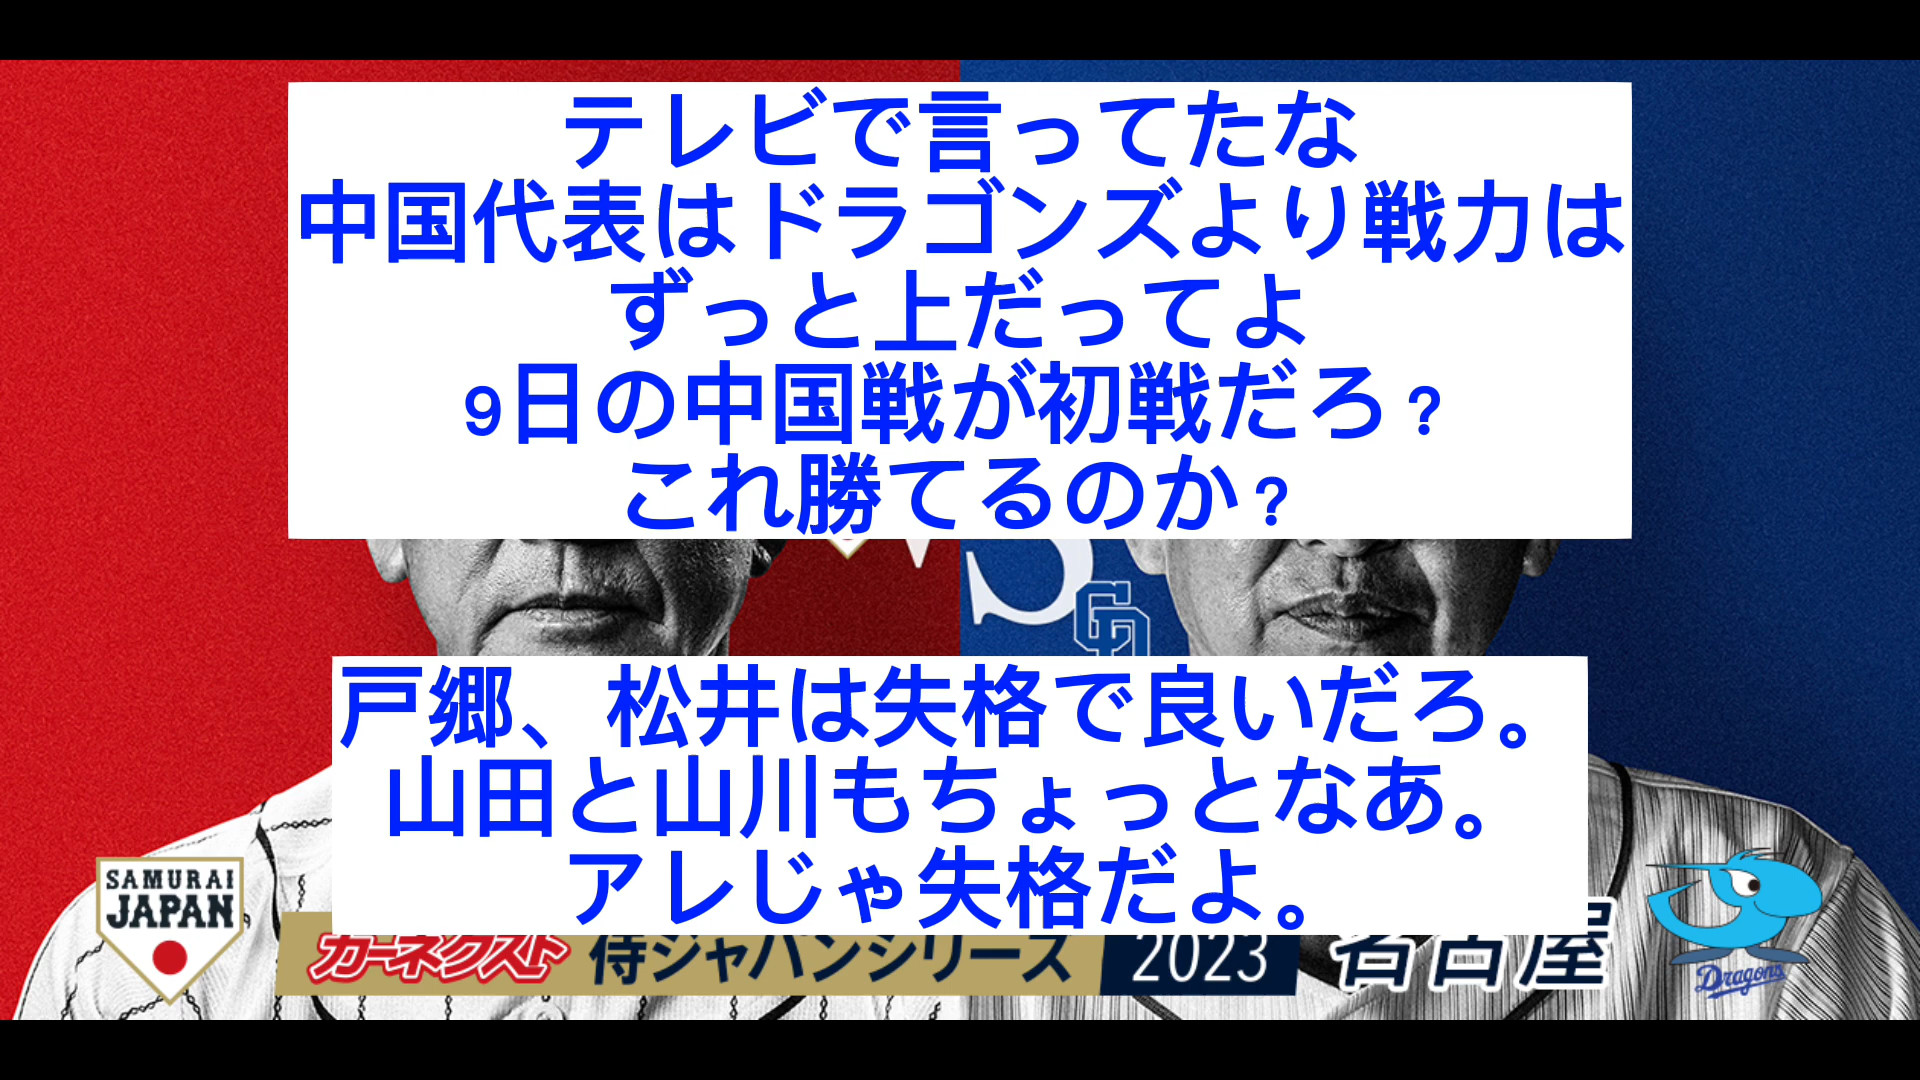 テレビで言ってたな
中国代表はドラゴンズより戦力は
ずっと上だってよ
9日の中国戦が初戦だろ?
これ勝てるのか?
戸郷、松井は失格で良いだろ。
山田と山川もちょっとなあ。
アレじゃ失格だよ。
SAMURAI
JAPAN
カーネクスト 侍ジャパンシリーズ 2023 名古屋
Dragons